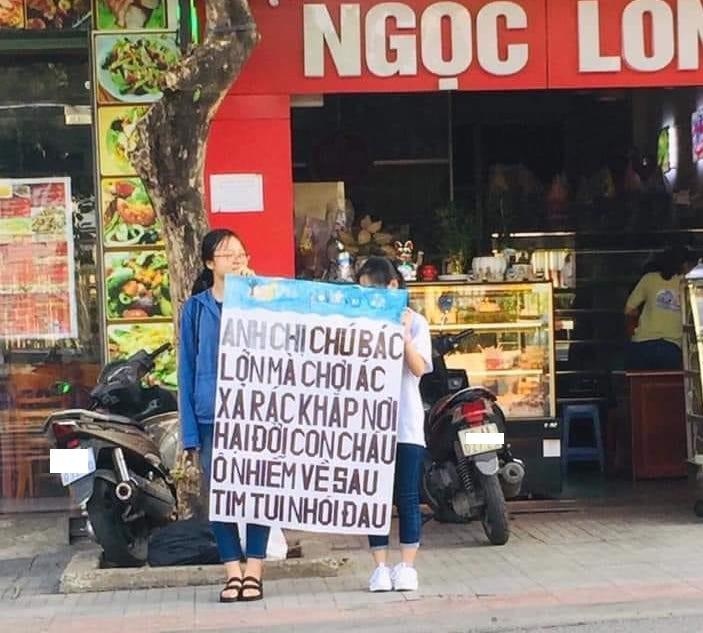 NGỌC LON
ANH CHỊ CHÚ BÁC
LỚN MÀ CHƠI ÁC
XẢ RÁC KHẮP NƠI
HẠI ĐỜI CON CHÁU
Ô NHIỄM VỀ SAU
TIM TUI NHÓI ĐAU